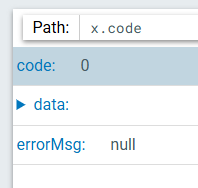 Path: x.code
code: 0
data:
errorMsg: null